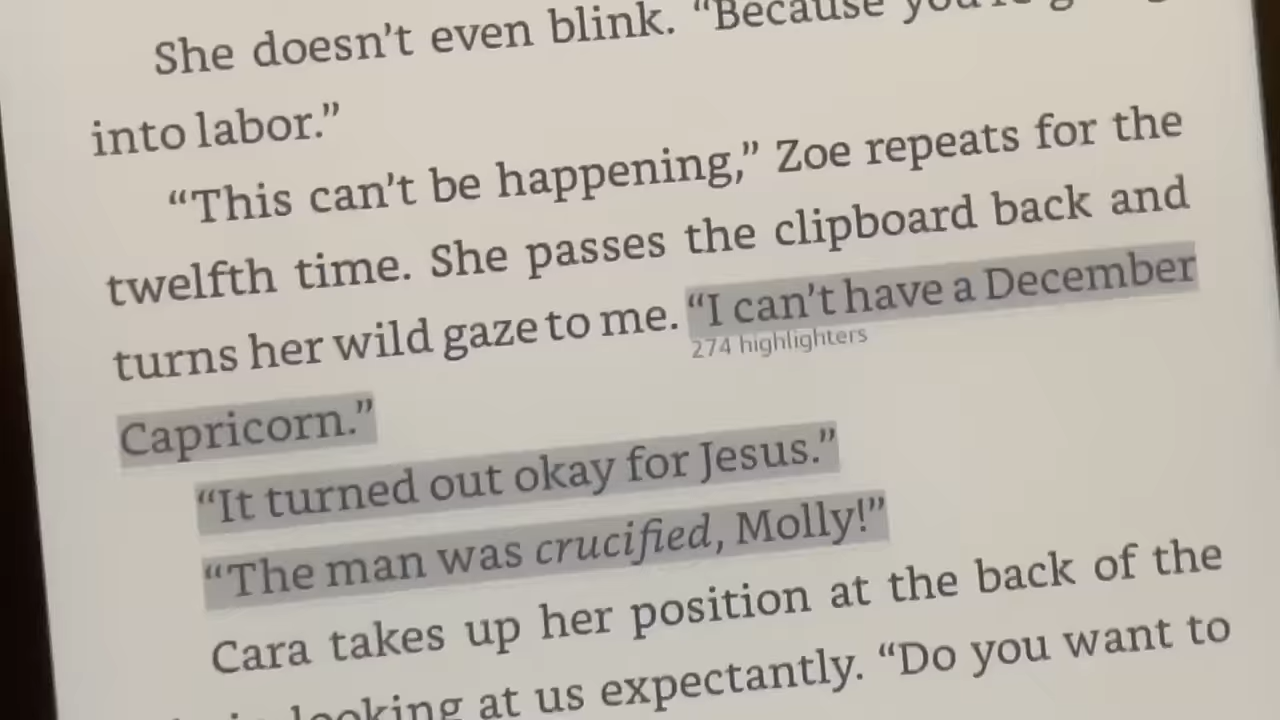 She doesn't even blink. “Because you're
into labor.”
“This can't be happening,” Zoe repeats for the
twelfth time. She passes the clipboard back and
turns her wild gaze to me. “I can't have a December
274 highlighters
Capricorn.”
“It turned out okay for Jesus.”
“The man was crucified, Molly!”
Cara takes up her position at the back of the
looking at us expectantly. “Do you want to